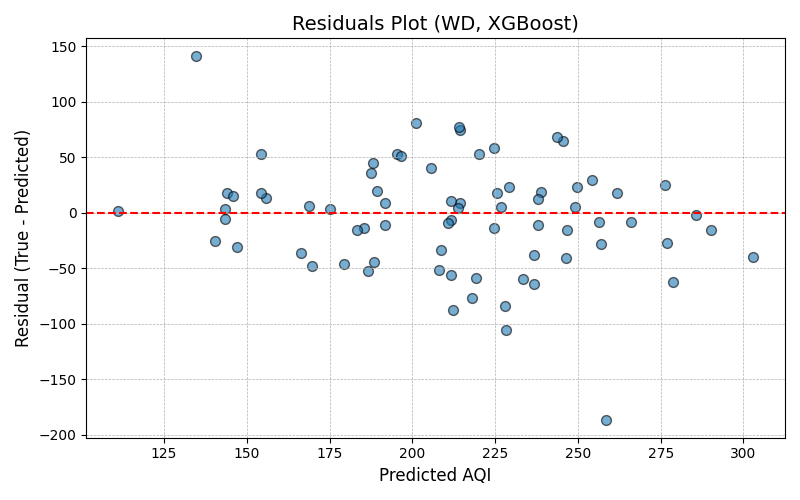 Residuals Plot (WD, XGBoost)
Residual (True - Predicted)
150
100
50
0
−50
−100
−150
−200
125 150 175 200 225 250 275 300
Predicted AQI